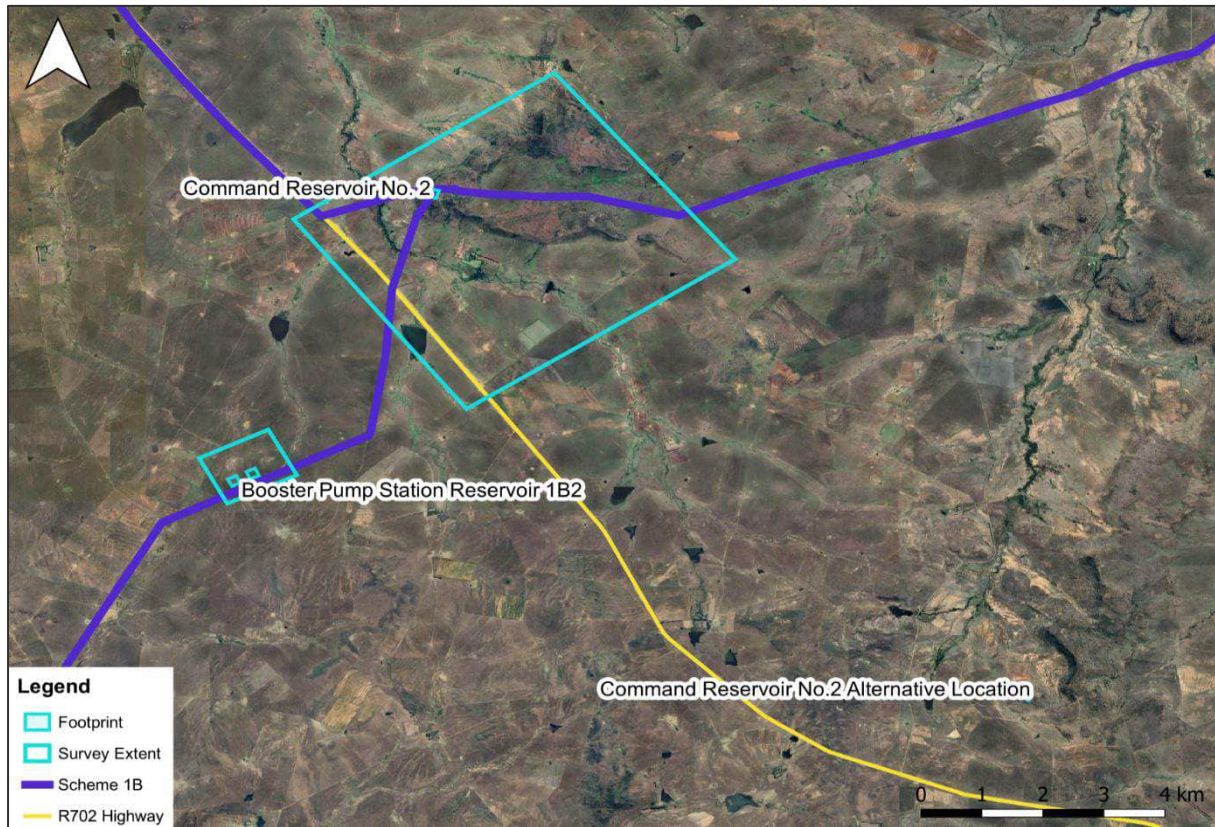 Command Reservoir No. 2
Booster Pump Station Reservoir 1B2
Command Reservoir No.2 Alternative Location
Legend
Footprint
Survey Extent
Scheme 1B
R702 Highway
0 1 2 3 4 km